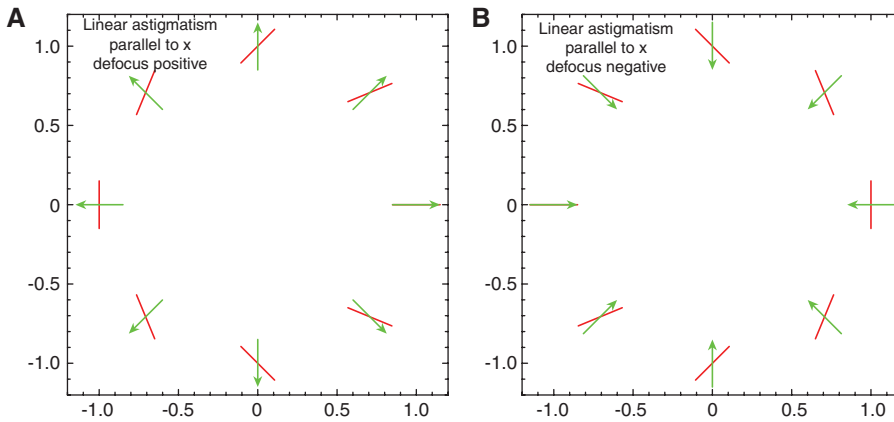 A
Linear astigmatism
parallel to x
defocus positive
1.0
0.5
0
-0.5
-1.0
-1.0 -0.5 0 0.5 1.0
B
Linear astigmatism
parallel to x
defocus negative
1.0
0.5
0
-0.5
-1.0
-1.0 -0.5 0 0.5 1.0